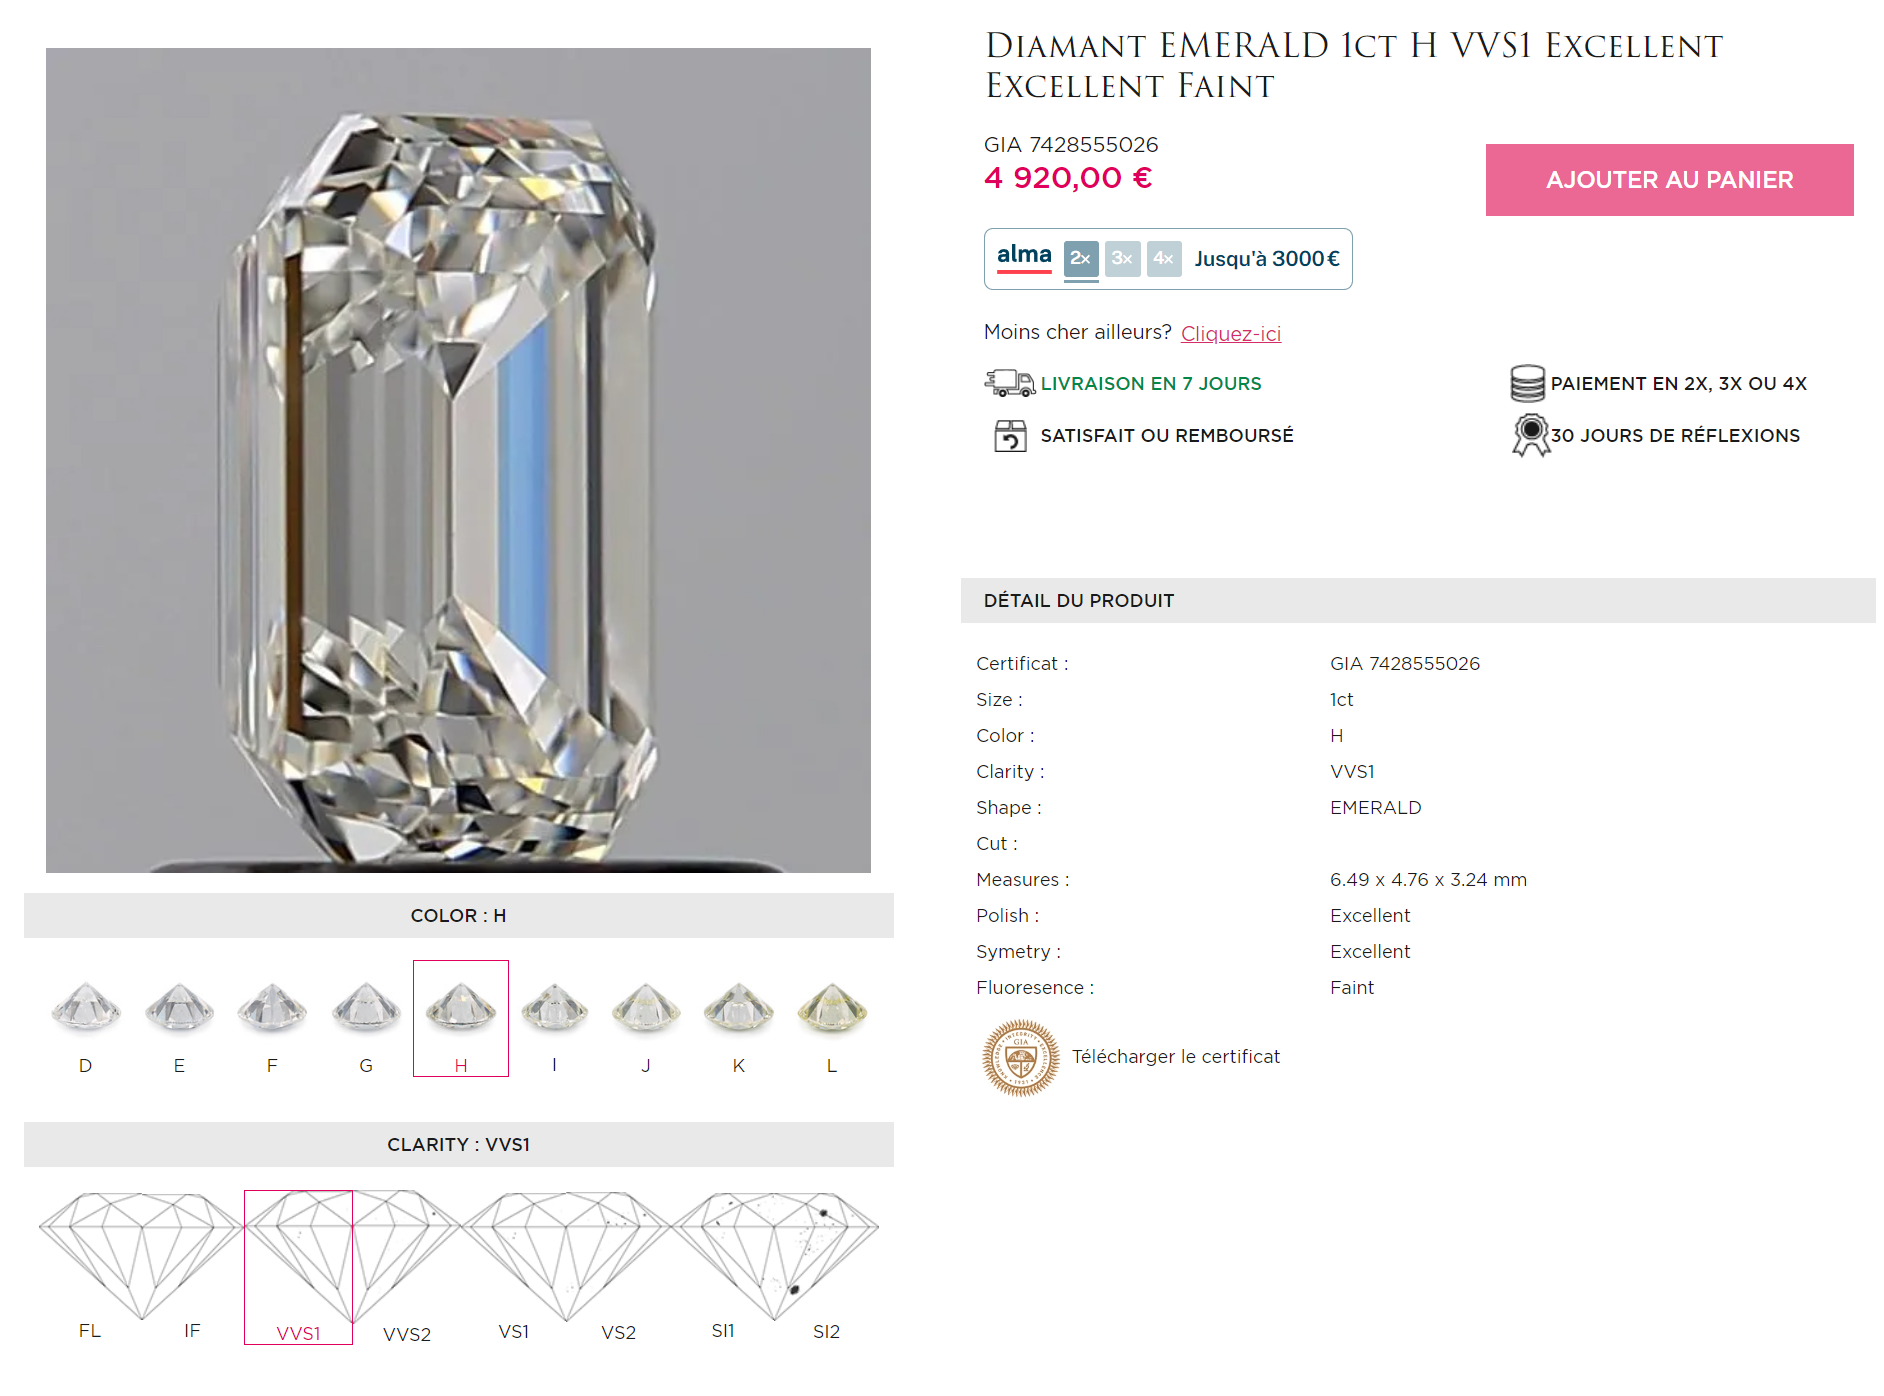 Diamant EMERALD 1ct H VVS1 Excellent
Excellent Faint
GIA 7428555026
4 920,00 €
AJOUTER AU PANIER
alma 2x 3x 4x Jusqu'à 3000 €
Moins cher ailleurs? Cliquez-ici
LIVRAISON EN 7 JOURS
PAIEMENT EN 2X, 3X OU 4X
SATISFAIT OU REMBOURSÉ
30 JOURS DE RÉFLEXIONS
DÉTAIL DU PRODUIT
Certificat : GIA 7428555026
Size : 1ct
Color : H
Clarity : VVS1
Shape : EMERALD
Cut :
Measures : 6.49 x 4.76 x 3.24 mm
Polish : Excellent
Symetry : Excellent
Fluoresence : Faint
GIA
Télécharger le certificat
COLOR : H
D E F G H I J K L
CLARITY : VVS1
FL IF VVS1 VVS2 VS1 VS2 SI1 SI2